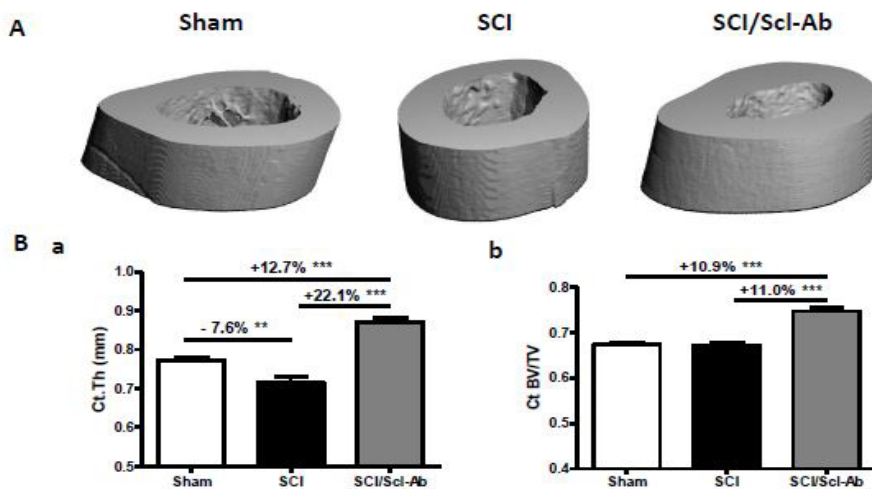 A
Sham SCI SCI/Scl-Ab
B a
+12.7% ***
+22.1% ***
- 7.6% **
Ct.Th (mm)
1.0
0.9
0.8
0.7
0.6
0.5
Sham SCI SCI/Scl-Ab
b
+10.9% ***
+11.0% ***
Ct BV/TV
0.8
0.7
0.6
0.5
0.4
Sham SCI SCI/Scl-Ab